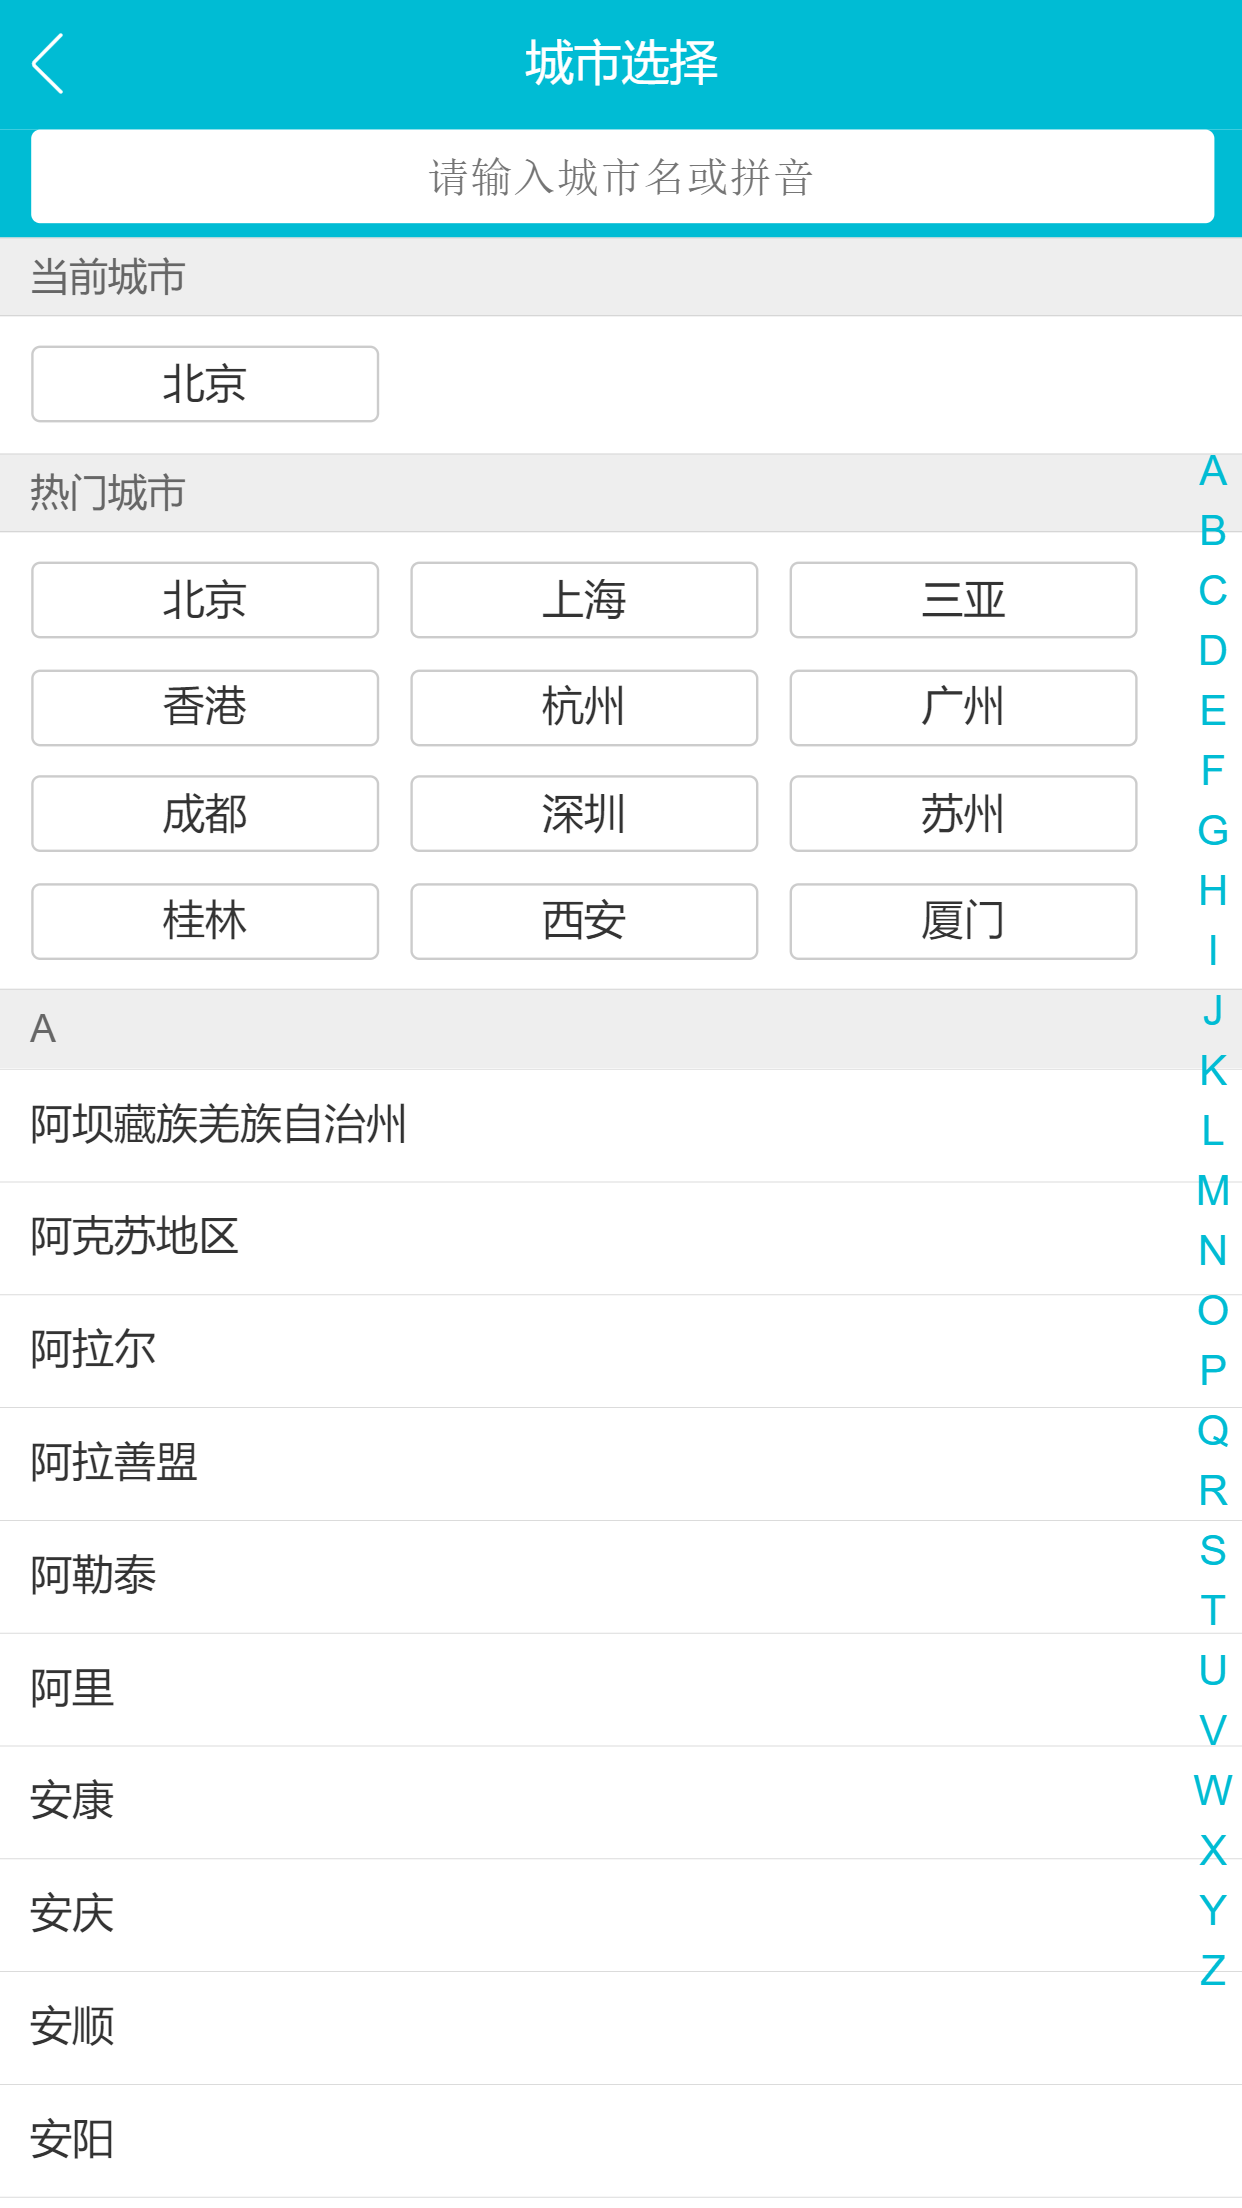 城市选择
请输入城市名或拼音
当前城市
北京
热门城市
北京 上海 三亚
香港 杭州 广州
成都 深圳 苏州
桂林 西安 厦门
A
阿坝藏族羌族自治州
阿克苏地区
阿拉尔
阿拉善盟
阿勒泰
阿里
安康
安庆
安顺
安阳
A
B
C
D
E
F
G
H
I
J
K
L
M
N
O
P
Q
R
S
T
U
V
W
X
Y
Z